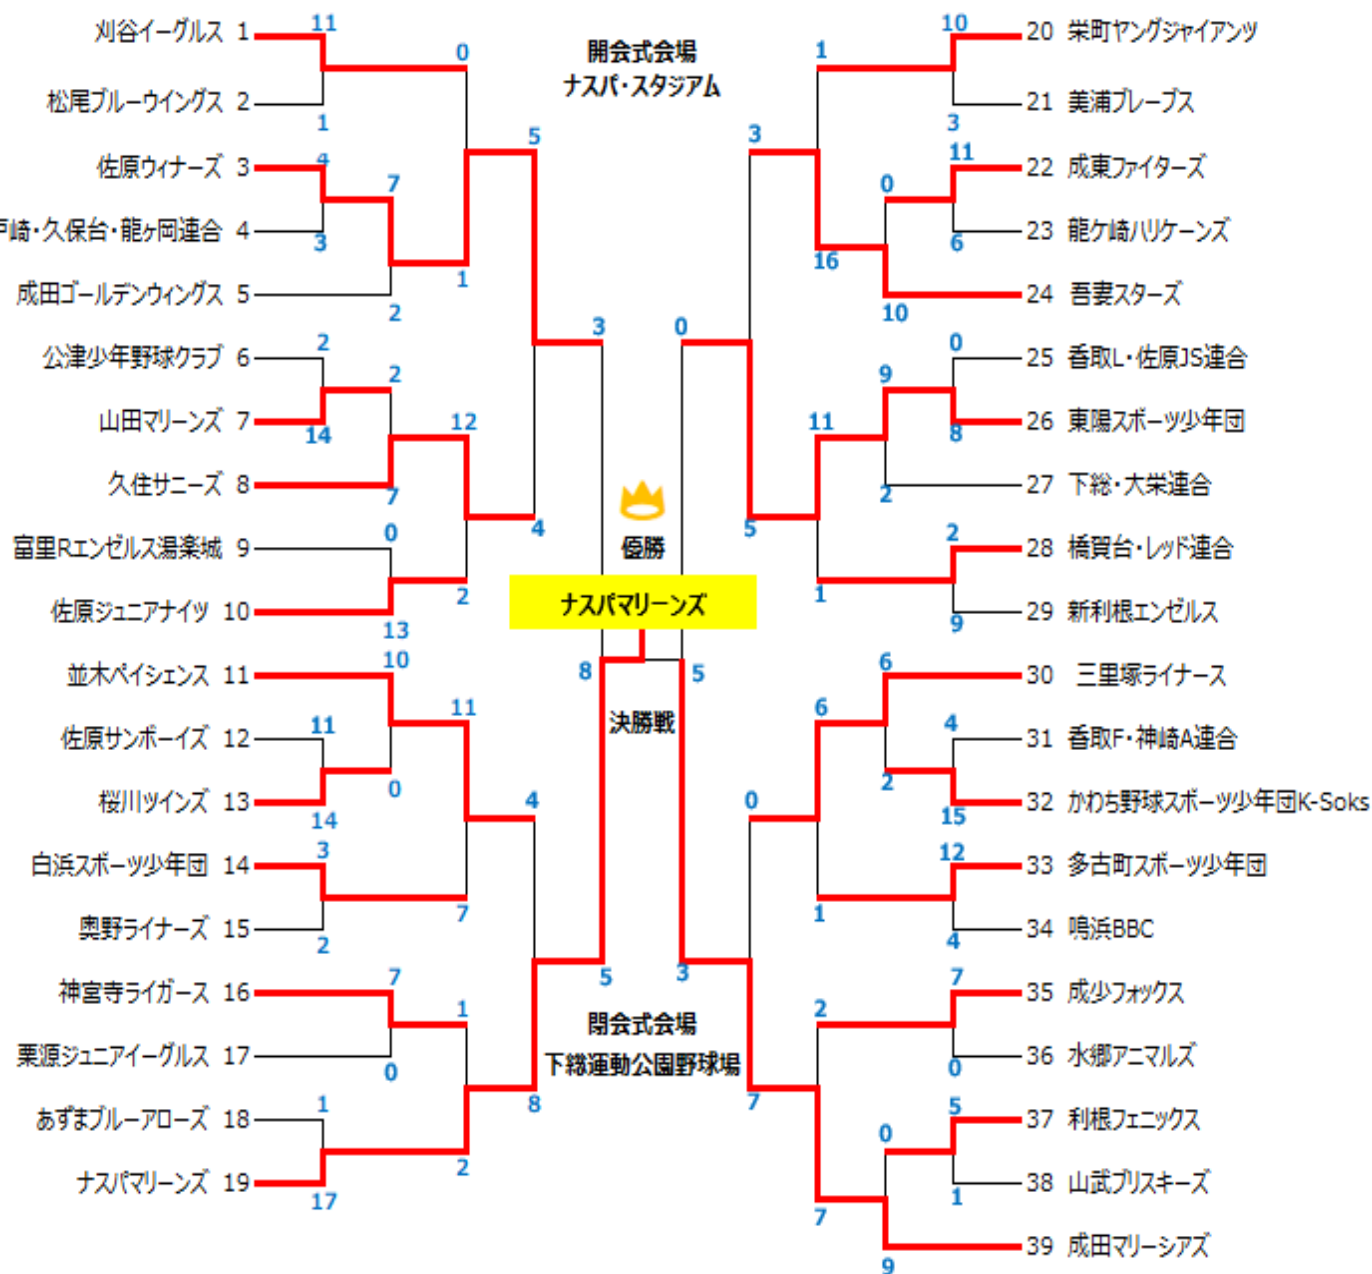 刈谷イーグルス 1
11
松尾ブルーウイングス 2
1
0
佐原ウィナーズ 3
4
7
戸崎・久保台・龍ヶ岡連合 4
3
成田ゴールデンウィングス 5
2
1
5
公津少年野球クラブ 6
2
2
山田マリーンズ 7
14
12
久住サニーズ 8
7
富里Rエンゼルス湯楽城 9
0
佐原ジュニアナイツ 10
13
2
4
3
並木ペイシェンス 11
10
11
佐原サンボーイズ 12
11
桜川ツインズ 13
14
0
白浜スポーツ少年団 14
3
奥野ライナーズ 15
2
7
4
神宮寺ライガース 16
7
1
栗源ジュニアイーグルス 17
0
あずまブルーアローズ 18
1
ナスパマリーンズ 19
17
2
8
5
開会式会場
ナスパ・スタジアム
優勝
ナスパマリーンズ
8
5
決勝戦
閉会式会場
下総運動公園野球場
20 栄町ヤングジャイアンツ
10
1
21 美浦ブレーブス
3
22 成東ファイターズ
11
0
23 龍ケ崎ハリケーンズ
6
24 吾妻スターズ
10
16
3
25 香取L・佐原JS連合
0
26 東陽スポーツ少年団
8
9
27 下総・大栄連合
2
11
28 橋賀台・レッド連合
2
29 新利根エンゼルス
9
1
5
0
30 三里塚ライナース
6
6
31 香取F・神崎A連合
4
32 かわち野球スポーツ少年団K-Soks
15
2
33 多古町スポーツ少年団
12
34 鳴浜BBC
4
1
0
35 成少フォックス
7
2
36 水郷アニマルズ
0
37 利根フェニックス
5
0
38 山武ブリスキーズ
1
39 成田マリーシアズ
9
7
7
3